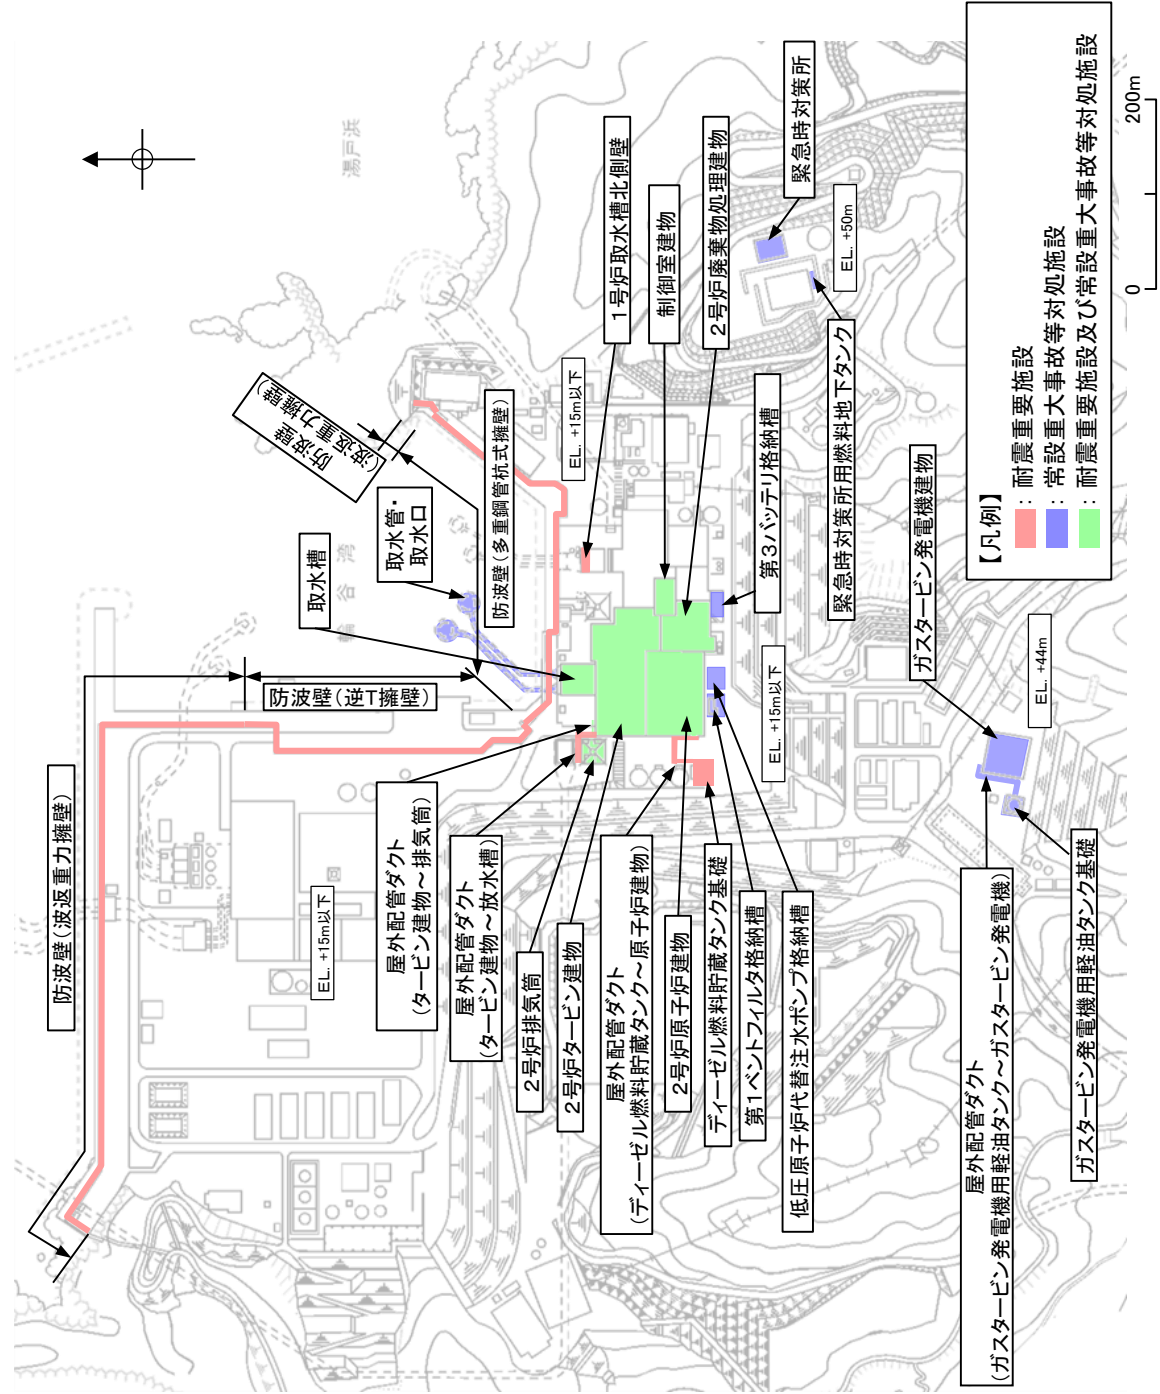 防波壁(波返重力擁壁)
防波壁(逆T擁壁)
取水槽
取水管・
取水口
防波壁
(波返重力擁壁)
防波壁(多重鋼管杭式擁壁)
湯戸浜
輪谷湾
EL. +15m以下
EL. +15m以下
EL. +15m以下
1号炉取水槽北側壁
制御室建物
2号炉廃棄物処理建物
緊急時対策所
EL. +50m
緊急時対策所用燃料地下タンク
第3バッテリ格納槽
ガスタービン発電機建物
EL. +44m
屋外配管ダクト
(タービン建物～排気筒)
屋外配管ダクト
(タービン建物～放水槽)
2号炉排気筒
2号炉タービン建物
屋外配管ダクト
(ディーゼル燃料貯蔵タンク～原子炉建物)
2号炉原子炉建物
ディーゼル燃料貯蔵タンク基礎
第1ベントフィルタ格納槽
低圧原子炉代替注水ポンプ格納槽
屋外配管ダクト
(ガスタービン発電機用軽油タンク～ガスタービン発電機)
ガスタービン発電機用軽油タンク基礎
【凡例】
:耐震重要施設
:常設重大事故等対処施設
:耐震重要施設及び常設重大事故等対処施設
0 200m